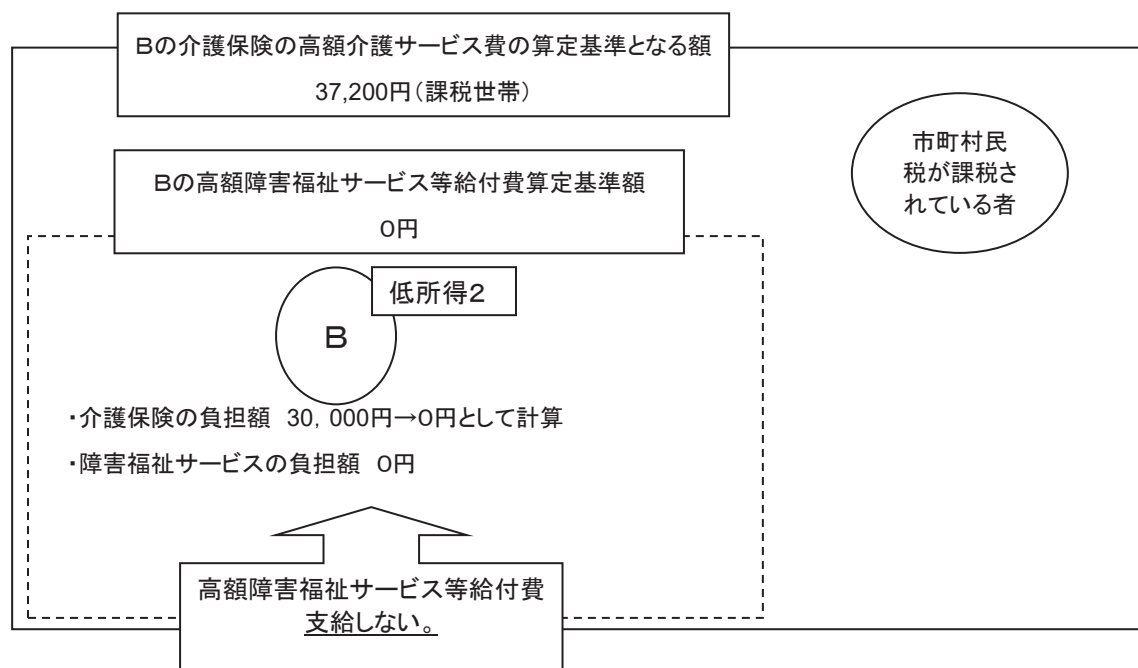 Bの介護保険の高額介護サービス費の算定基準となる額
37,200円(課税世帯)
市町村民
税が課税さ
れている者
Bの高額障害福祉サービス等給付費算定基準額
0円
低所得2
B
・介護保険の負担額 30,000円→0円として計算
・障害福祉サービスの負担額 0円
高額障害福祉サービス等給付費
支給しない。